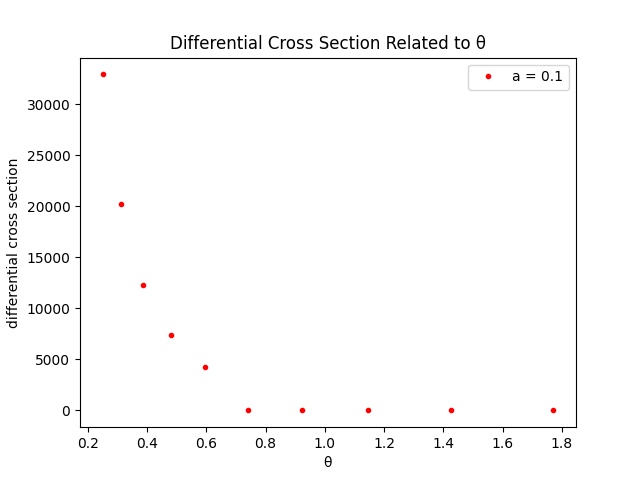 Differential Cross Section Related to θ
a = 0.1
differential cross section
30000
25000
20000
15000
10000
5000
0
0.2 0.4 0.6 0.8 1.0 1.2 1.4 1.6 1.8
θ